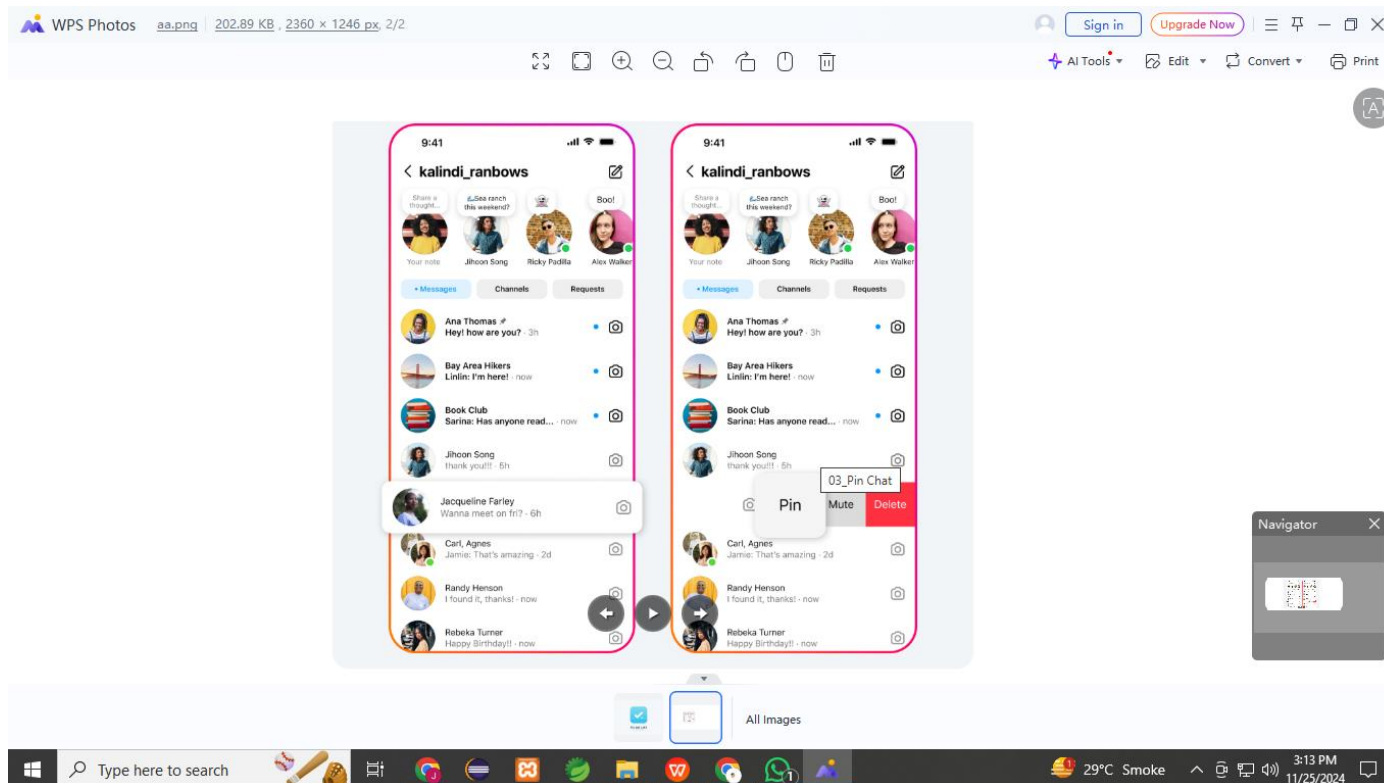 WPS Photos aa.png 202.89 KB , 2360 × 1246 px, 2/2 Sign in Upgrade Now
AI Tools Edit Convert Print
9:41
kalindi_ranbows
Share a
thought...
Sea ranch
this weekend?
Boo!
Your note Jihoon Song Ricky Padilla Alex Walker
• Messages Channels Requests
Ana Thomas
Hey! how are you? · 3h
Bay Area Hikers
Linlin: I'm here! · now
Book Club
Sarina: Has anyone read... · now
Jihoon Song
thank you!!! · 5h
Jacqueline Farley
Wanna meet on fri? · 6h
Carl, Agnes
Jamie: That's amazing · 2d
Randy Henson
I found it, thanks! · now
Rebeka Turner
Happy Birthday!! · now
9:41
kalindi_ranbows
Share a
thought...
Sea ranch
this weekend?
Boo!
Your note Jihoon Song Ricky Padilla Alex Walker
• Messages Channels Requests
Ana Thomas
Hey! how are you? · 3h
Bay Area Hikers
Linlin: I'm here! · now
Book Club
Sarina: Has anyone read... · now
Jihoon Song
thank you!!! · 5h
03_Pin Chat
Pin Mute Delete
Carl, Agnes
Jamie: That's amazing · 2d
Randy Henson
I found it, thanks! · now
Rebeka Turner
Happy Birthday!! · now
Navigator
All Images
Type here to search
1
1
29°C Smoke
3:13 PM
11/25/2024